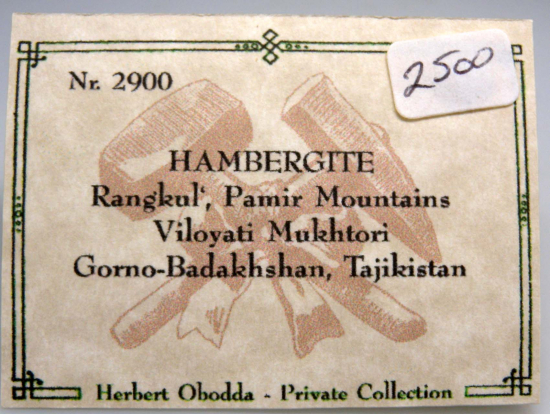 2500
Nr. 2900
HAMBERGITE
Rangkul‘, Pamir Mountains
Viloyati Mukhtori
Gorno-Badakhshan, Tajikistan
Herbert Obodda - Private Collection